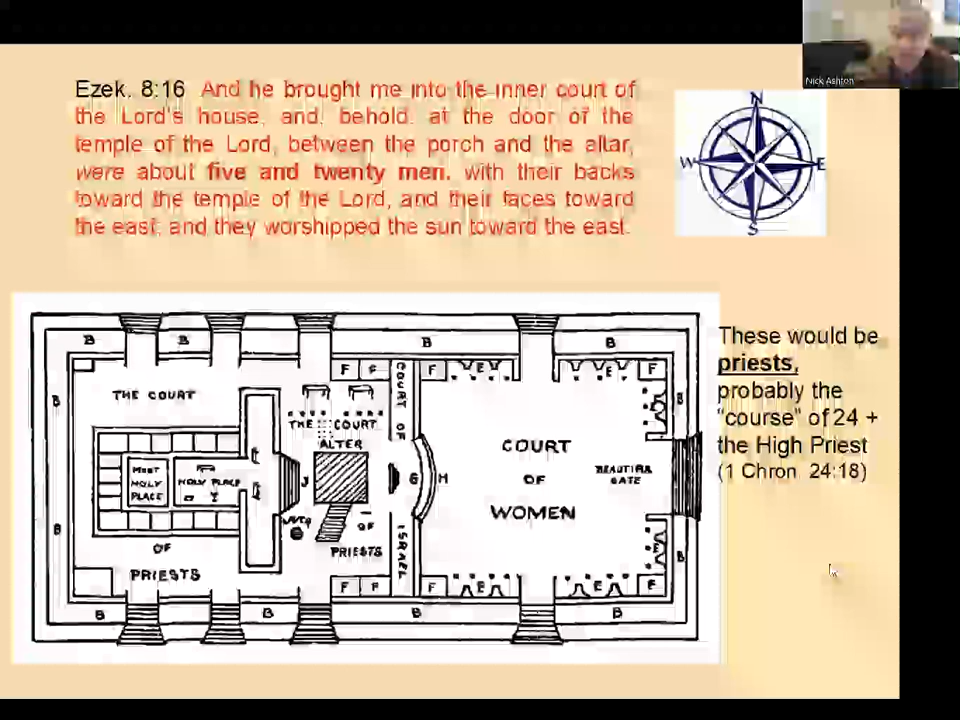 Nick Ashton
Ezek. 8:16 And he brought me into the inner court of
the Lord's house, and, behold, at the door of the
temple of the Lord, between the porch and the altar,
were about five and twenty men, with their backs
toward the temple of the Lord, and their faces toward
the east; and they worshipped the sun toward the east.
N
W E
S
These would be
priests,
probably the
"course" of 24 +
the High Priest
(1 Chron 24:18)
B B B B
F F F E E F
THE COURT
COURT OF
ISRAEL
THE COURT
ALTER
B B
MOST
HOLY
PLACE
HOLY PLACE
J
G H
COURT
OF
WOMEN
BEAUTIFUL
GATE
LAVER
OF
PRIESTS
OF
PRIESTS
B B
F F F E E F
B B B B